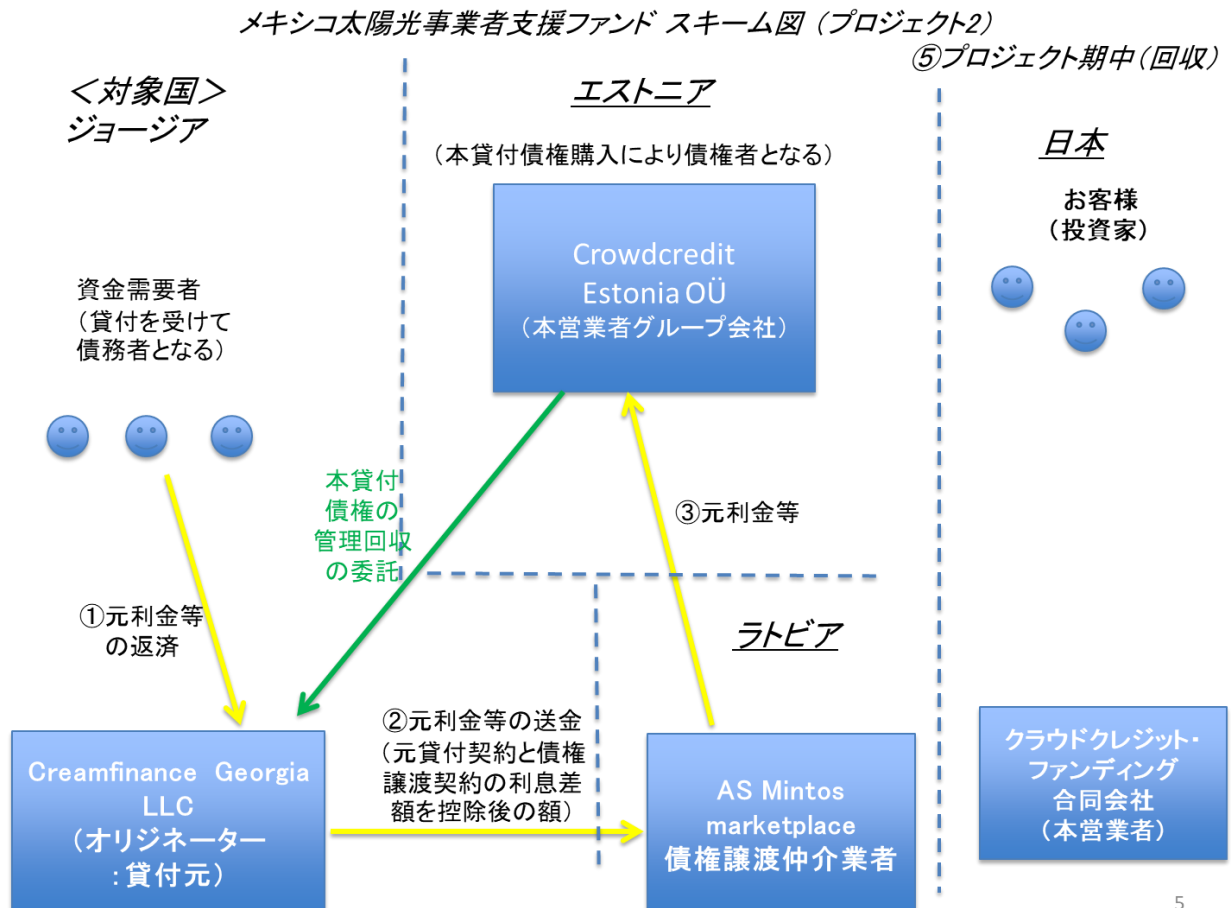 メキシコ太陽光事業者支援ファンド スキーム図 (プロジェクト2)
⑤プロジェクト期中(回収)
＜対象国＞
ジョージア
エストニア
日本
(本貸付債権購入により債権者となる)
お客様
(投資家)
Crowdcredit
Estonia OÜ
(本営業者グループ会社)
資金需要者
(貸付を受けて
債務者となる)
本貸付
債権の
管理回収
の委託
③元利金等
①元利金等
の返済
ラトビア
②元利金等の送金
(元貸付契約と債権
譲渡契約の利息差
額を控除後の額)
Creamfinance Georgia
LLC
(オリジネーター
:貸付元)
AS Mintos
marketplace
債権譲渡仲介業者
クラウドクレジット・
ファンディング
合同会社
(本営業者)
5